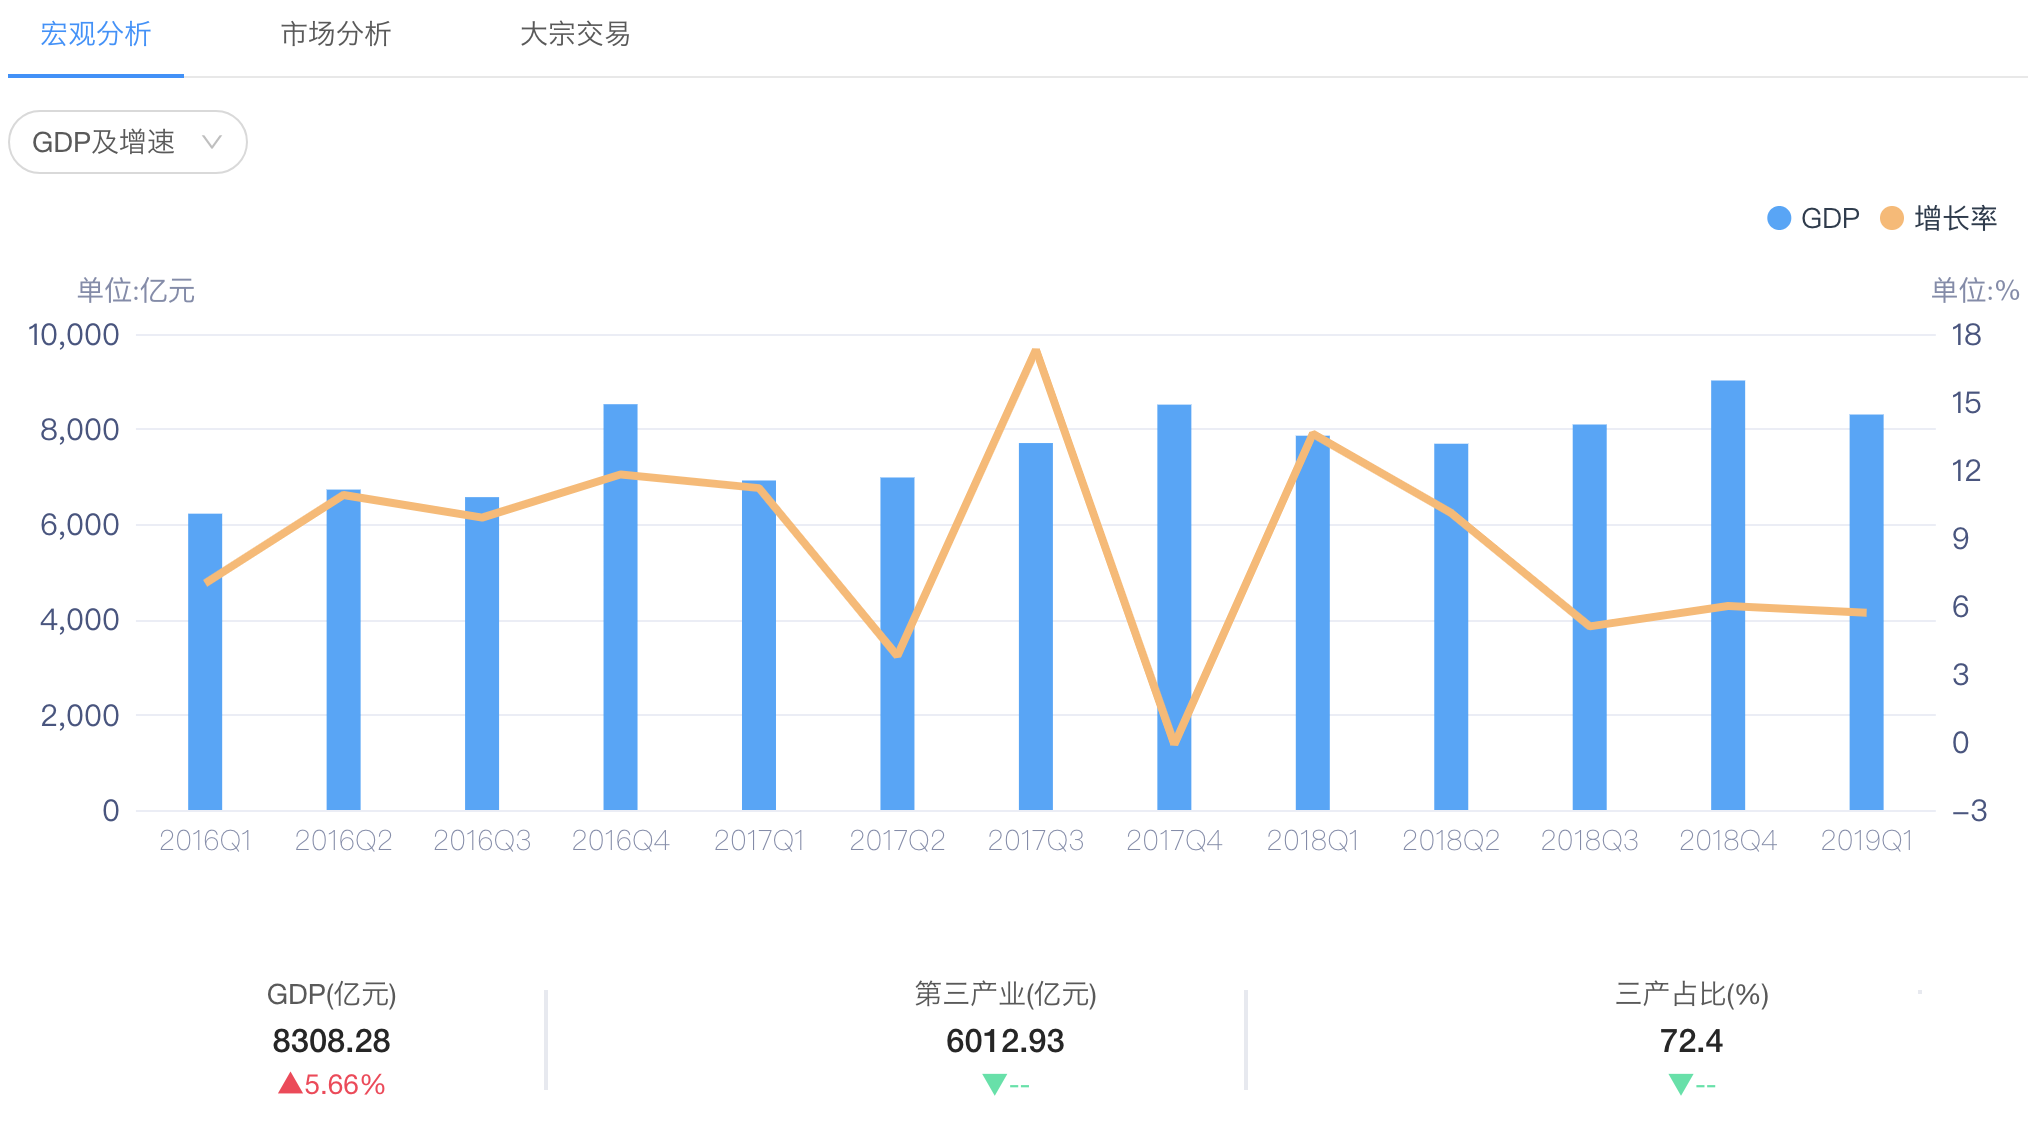 宏观分析 市场分析 大宗交易
GDP及增速
GDP 增长率
单位:亿元 单位:%
10,000 18
8,000 15
6,000 12
4,000 9
2,000 6
0 3
0
-3
2016Q1 2016Q2 2016Q3 2016Q4 2017Q1 2017Q2 2017Q3 2017Q4 2018Q1 2018Q2 2018Q3 2018Q4 2019Q1
GDP(亿元) 第三产业(亿元) 三产占比(%)
8308.28 6012.93 72.4
▲5.66% ▼-- ▼--